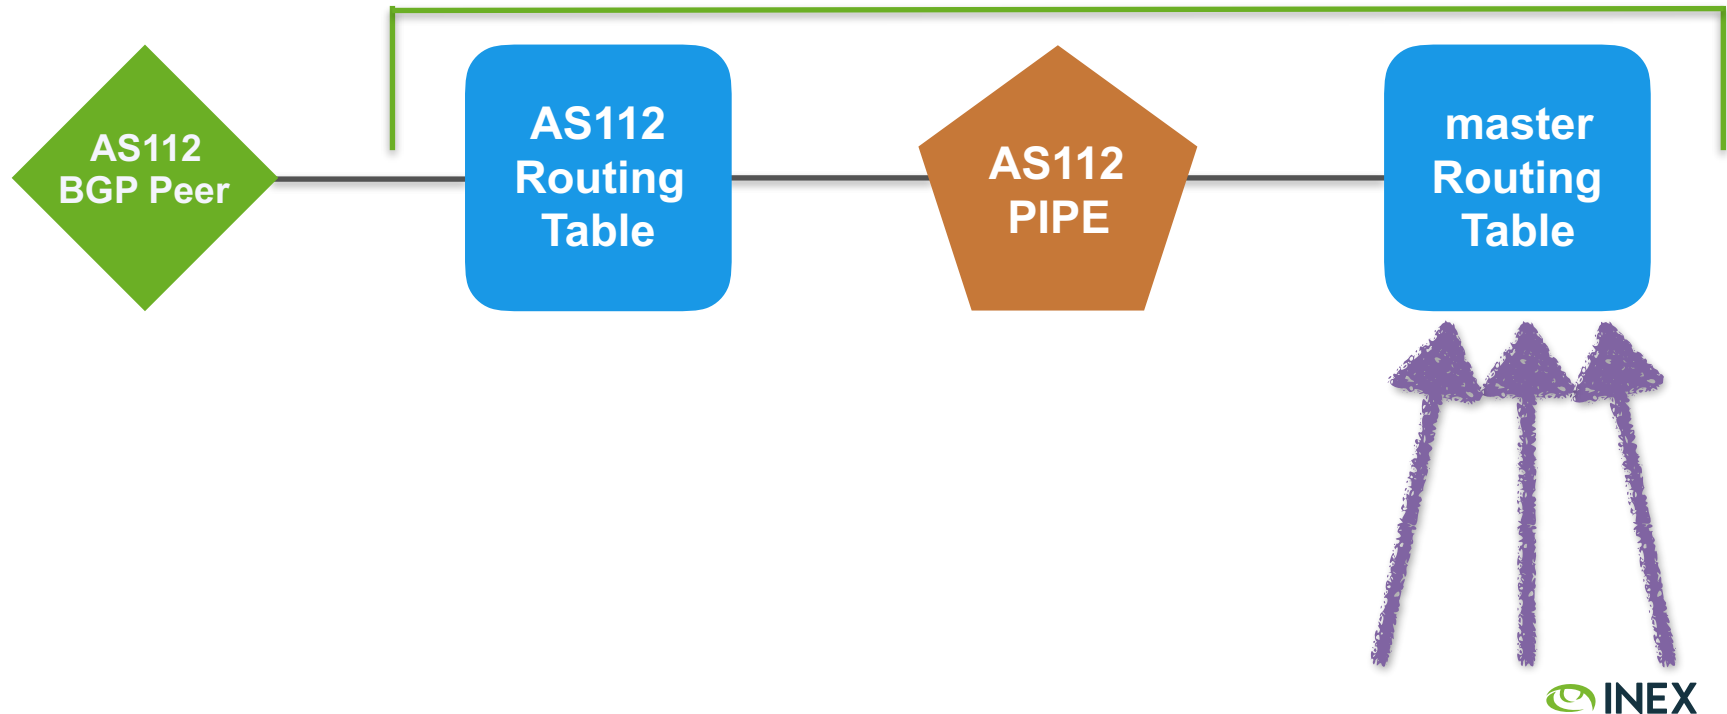 AS112
BGP Peer
AS112
Routing
Table
AS112
PIPE
master
Routing
Table
INEX